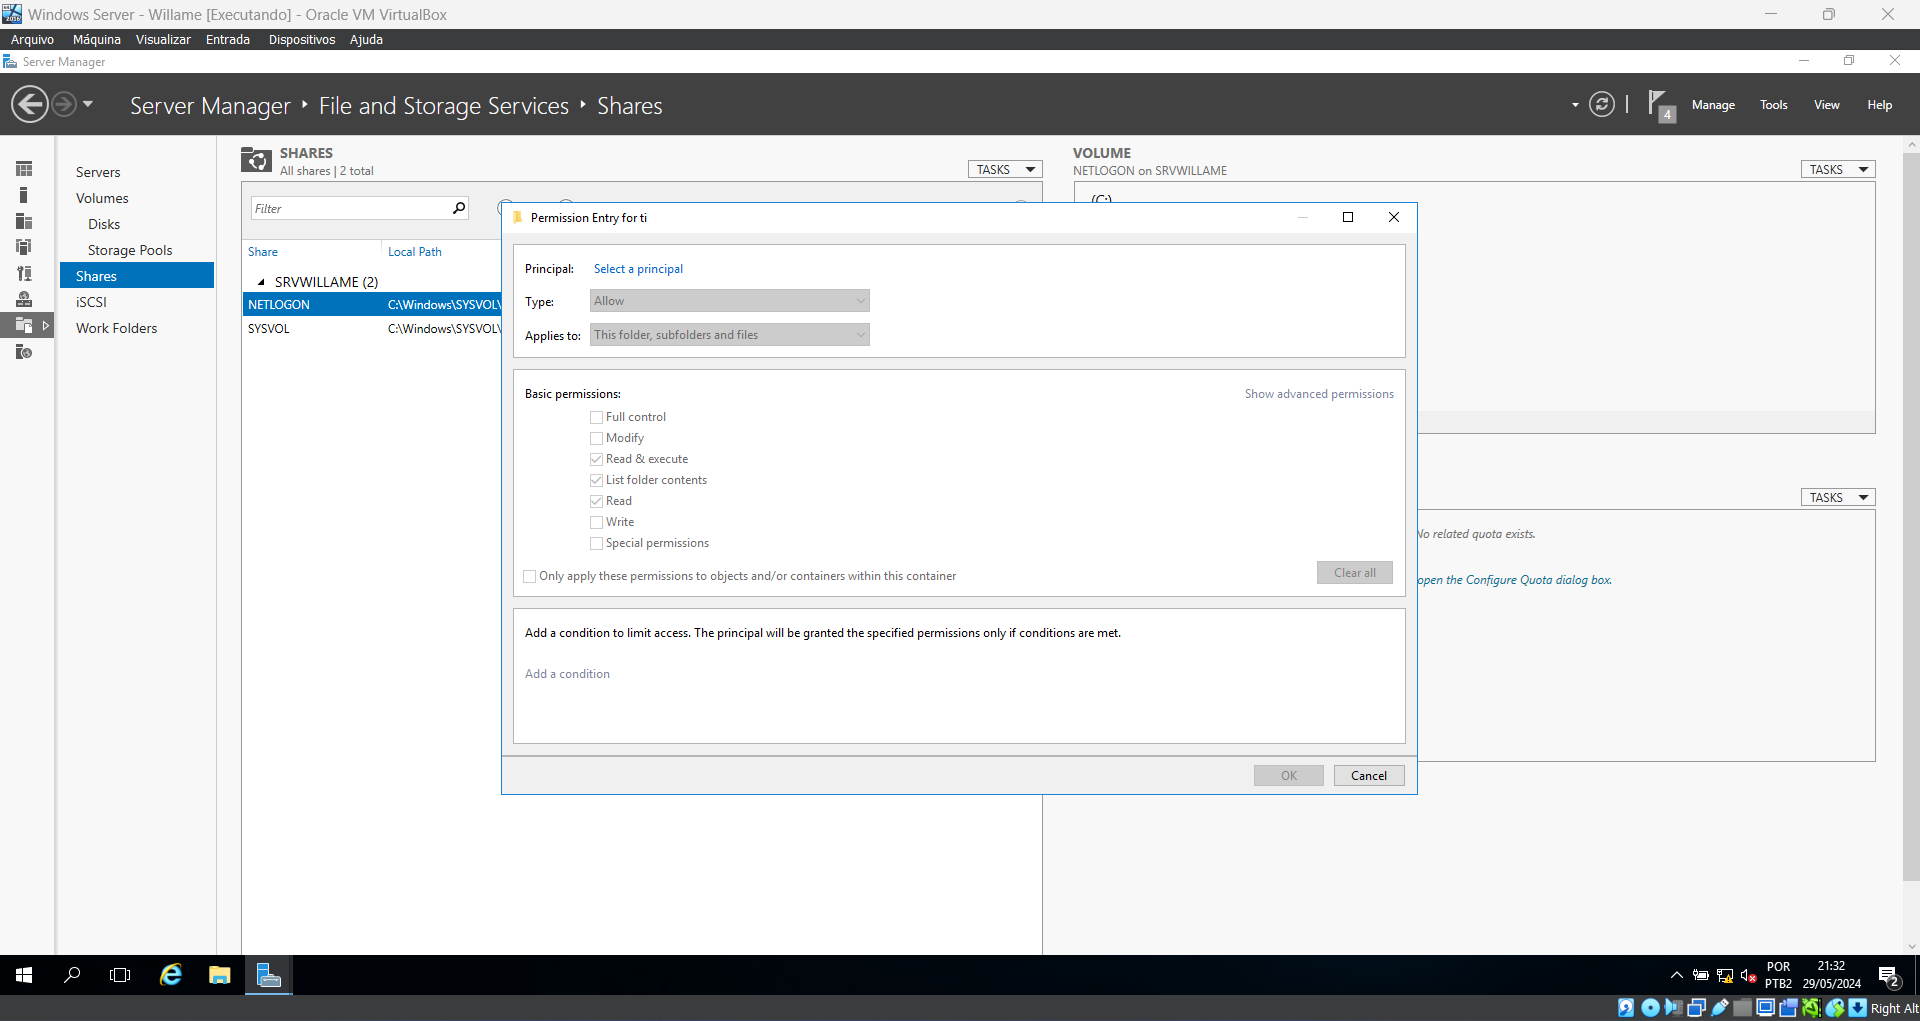 Windows Server - Willame [Executando] - Oracle VM VirtualBox
Arquivo Máquina Visualizar Entrada Dispositivos Ajuda
Server Manager
Server Manager File and Storage Services Shares
4
Manage Tools View Help
Servers
Volumes
Disks
Storage Pools
Shares
iSCSI
Work Folders
SHARES
All shares | 2 total
TASKS
Filter
Share Local Path
SRVWILLAME (2)
NETLOGON C:\Windows\SYSVOL\
SYSVOL C:\Windows\SYSVOL\
VOLUME
NETLOGON on SRVWILLAME
TASKS
(C:)
Permission Entry for ti
Principal: Select a principal
Type: Allow
Applies to: This folder, subfolders and files
Basic permissions: Show advanced permissions
Full control
Modify
Read & execute
List folder contents
Read
Write
Special permissions
Only apply these permissions to objects and/or containers within this container
Clear all
Add a condition to limit access. The principal will be granted the specified permissions only if conditions are met.
Add a condition
OK Cancel
TASKS
No related quota exists.
open the Configure Quota dialog box.
POR
PTB2
21:32
29/05/2024
2
Right Alt